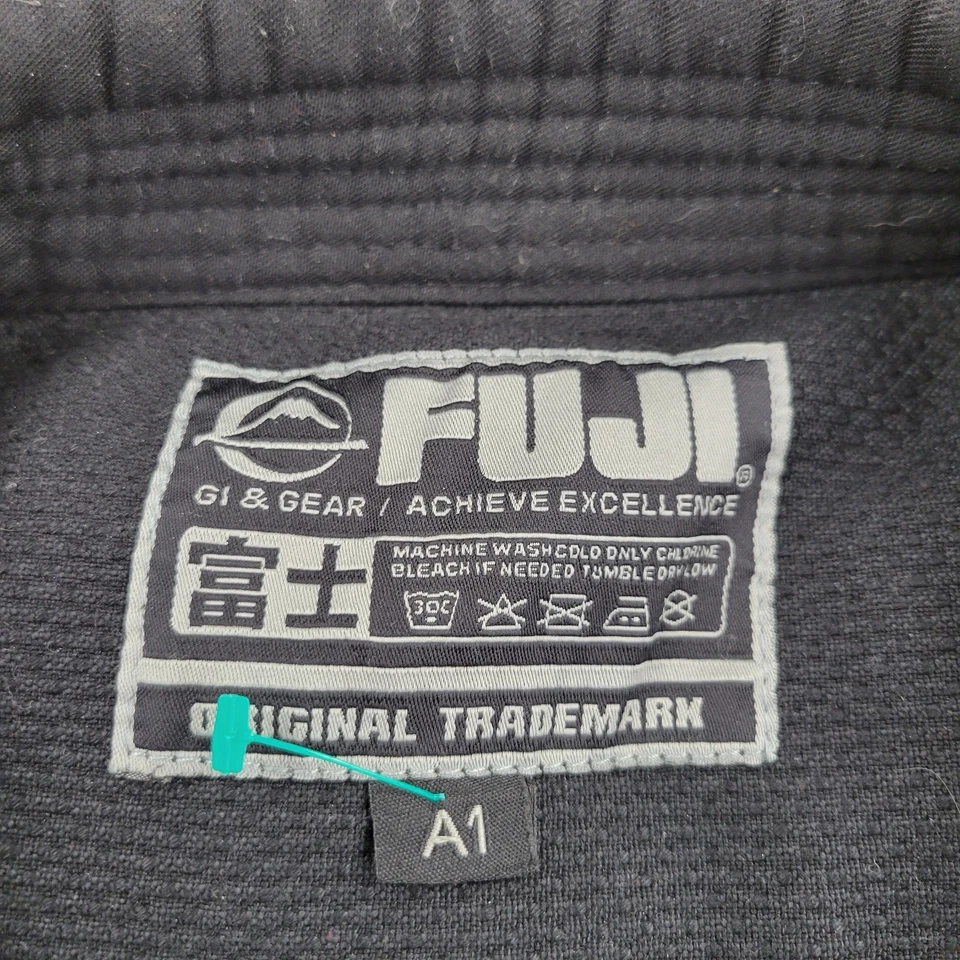 FUJI®
GI & GEAR / ACHIEVE EXCELLENCE
富士
MACHINE WASH COLD ONLY CHLORINE
BLEACH IF NEEDED TUMBLE DRY LOW
30C
ORIGINAL TRADEMARK
A1